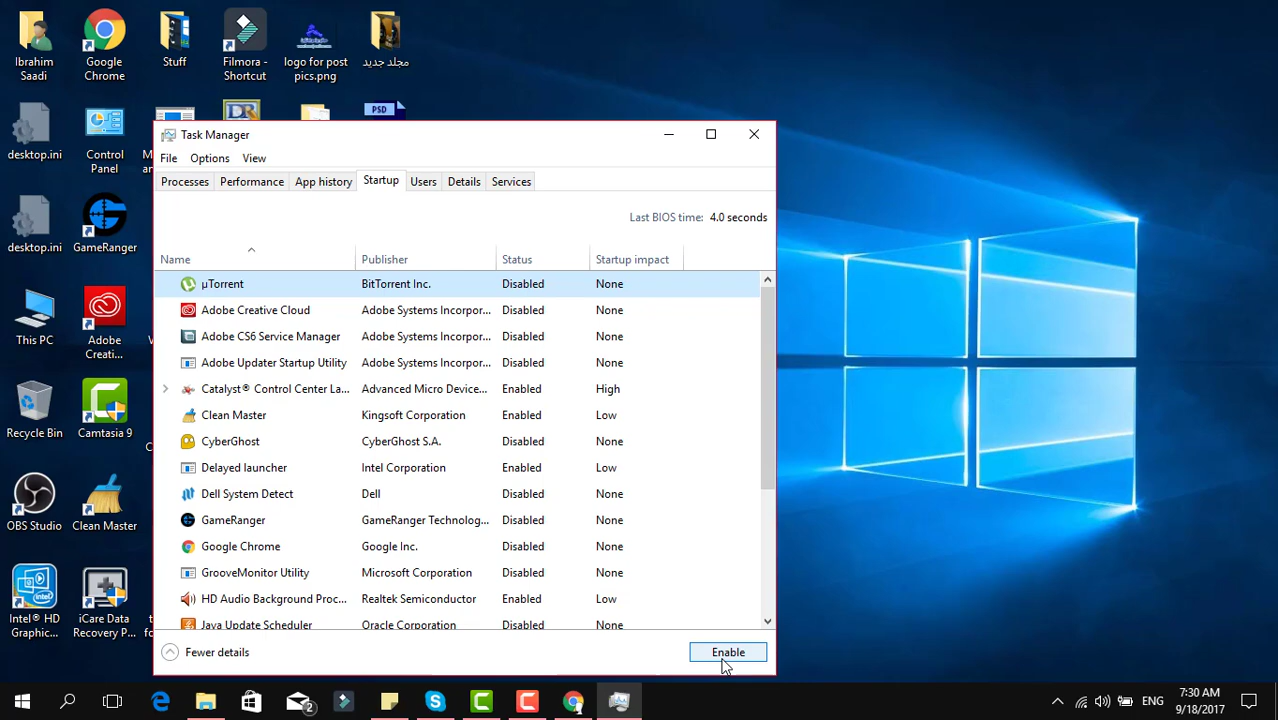 Ibrahim
Saadi
Google
Chrome
Stuff
Filmora -
Shortcut
logo for post
pics.png
مجلد جديد
desktop.ini
Control
Panel
DR
PSD
desktop.ini
GameRanger
This PC
Adobe
Creati...
Recycle Bin
Camtasia 9
OBS Studio
Clean Master
Intel® HD
Graphic...
iCare Data
Recovery P...
Task Manager
File Options View
Processes Performance App history Startup Users Details Services
Last BIOS time: 4.0 seconds
Name Publisher Status Startup impact
µTorrent BitTorrent Inc. Disabled None
Adobe Creative Cloud Adobe Systems Incorpor... Disabled None
Adobe CS6 Service Manager Adobe Systems Incorpor... Disabled None
Adobe Updater Startup Utility Adobe Systems Incorpor... Disabled None
Catalyst® Control Center La... Advanced Micro Device... Enabled High
Clean Master Kingsoft Corporation Enabled Low
CyberGhost CyberGhost S.A. Disabled None
Delayed launcher Intel Corporation Enabled Low
Dell System Detect Dell Disabled None
GameRanger GameRanger Technolog... Disabled None
Google Chrome Google Inc. Disabled None
GrooveMonitor Utility Microsoft Corporation Disabled None
HD Audio Background Proc... Realtek Semiconductor Enabled Low
Java Update Scheduler Oracle Corporation Disabled None
Fewer details Enable
2
ENG
7:30 AM
9/18/2017